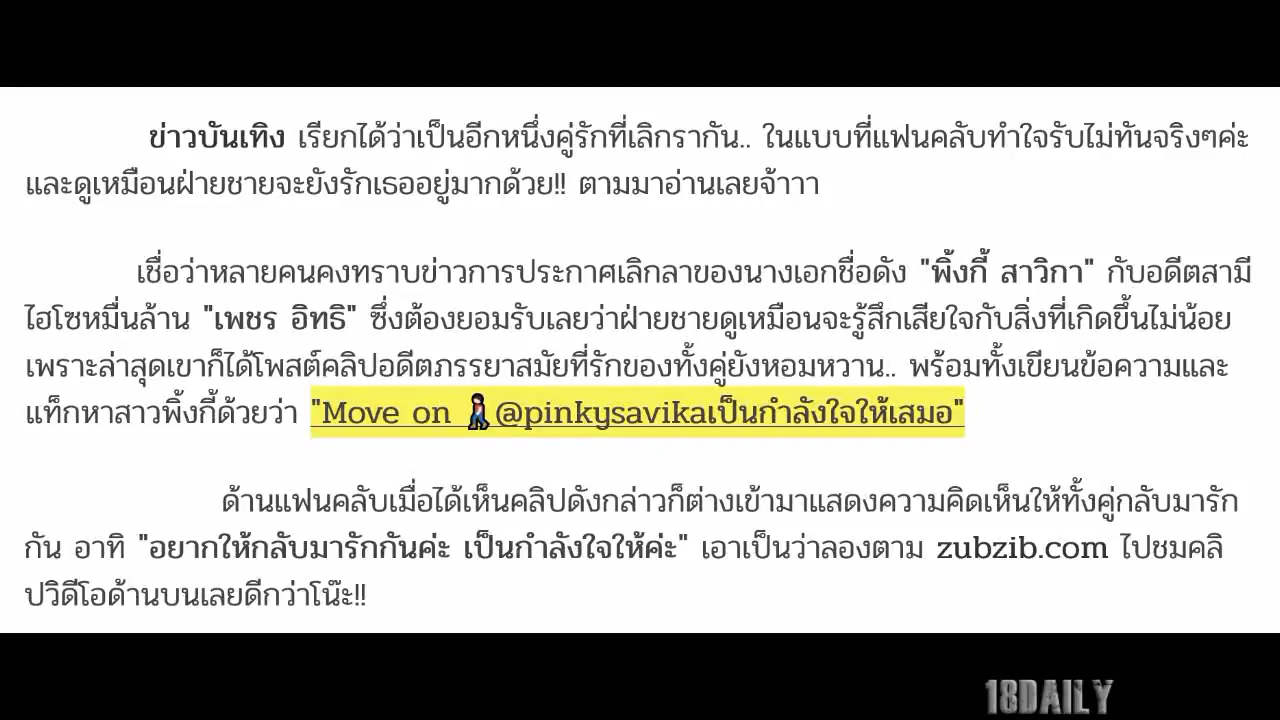 ข่าวบันเทิง เรียกได้ว่าเป็นอีกหนึ่งคู่รักที่เลิกรากัน.. ในแบบที่แฟนคลับทำใจรับไม่ทันจริงๆค่ะ
และดูเหมือนฝ่ายชายจะยังรักเธออยู่มากด้วย!! ตามมาอ่านเลยจ้าาา
เชื่อว่าหลายคนคงทราบข่าวการประกาศเลิกลาของนางเอกชื่อดัง "พิ้งกี้ สาวิกา" กับอดีตสามี
ไฮโซหมื่นล้าน "เพชร อิทธิ" ซึ่งต้องยอมรับเลยว่าฝ่ายชายดูเหมือนจะรู้สึกเสียใจกับสิ่งที่เกิดขึ้นไม่น้อย
เพราะล่าสุดเขาก็ได้โพสต์คลิปอดีตภรรยาสมัยที่รักของทั้งคู่ยังหอมหวาน.. พร้อมทั้งเขียนข้อความและ
แท็กหาสาวพิ้งกี้ด้วยว่า "Move on 🚶@pinkysavikaเป็นกำลังใจให้เสมอ"
ด้านแฟนคลับเมื่อได้เห็นคลิปดังกล่าวก็ต่างเข้ามาแสดงความคิดเห็นให้ทั้งคู่กลับมารัก
กัน อาทิ "อยากให้กลับมารักกันค่ะ เป็นกำลังใจให้ค่ะ" เอาเป็นว่าลองตาม zubzib.com ไปชมคลิ
ปวิดีโอด้านบนเลยดีกว่าโน๊ะ!!
18DAILY